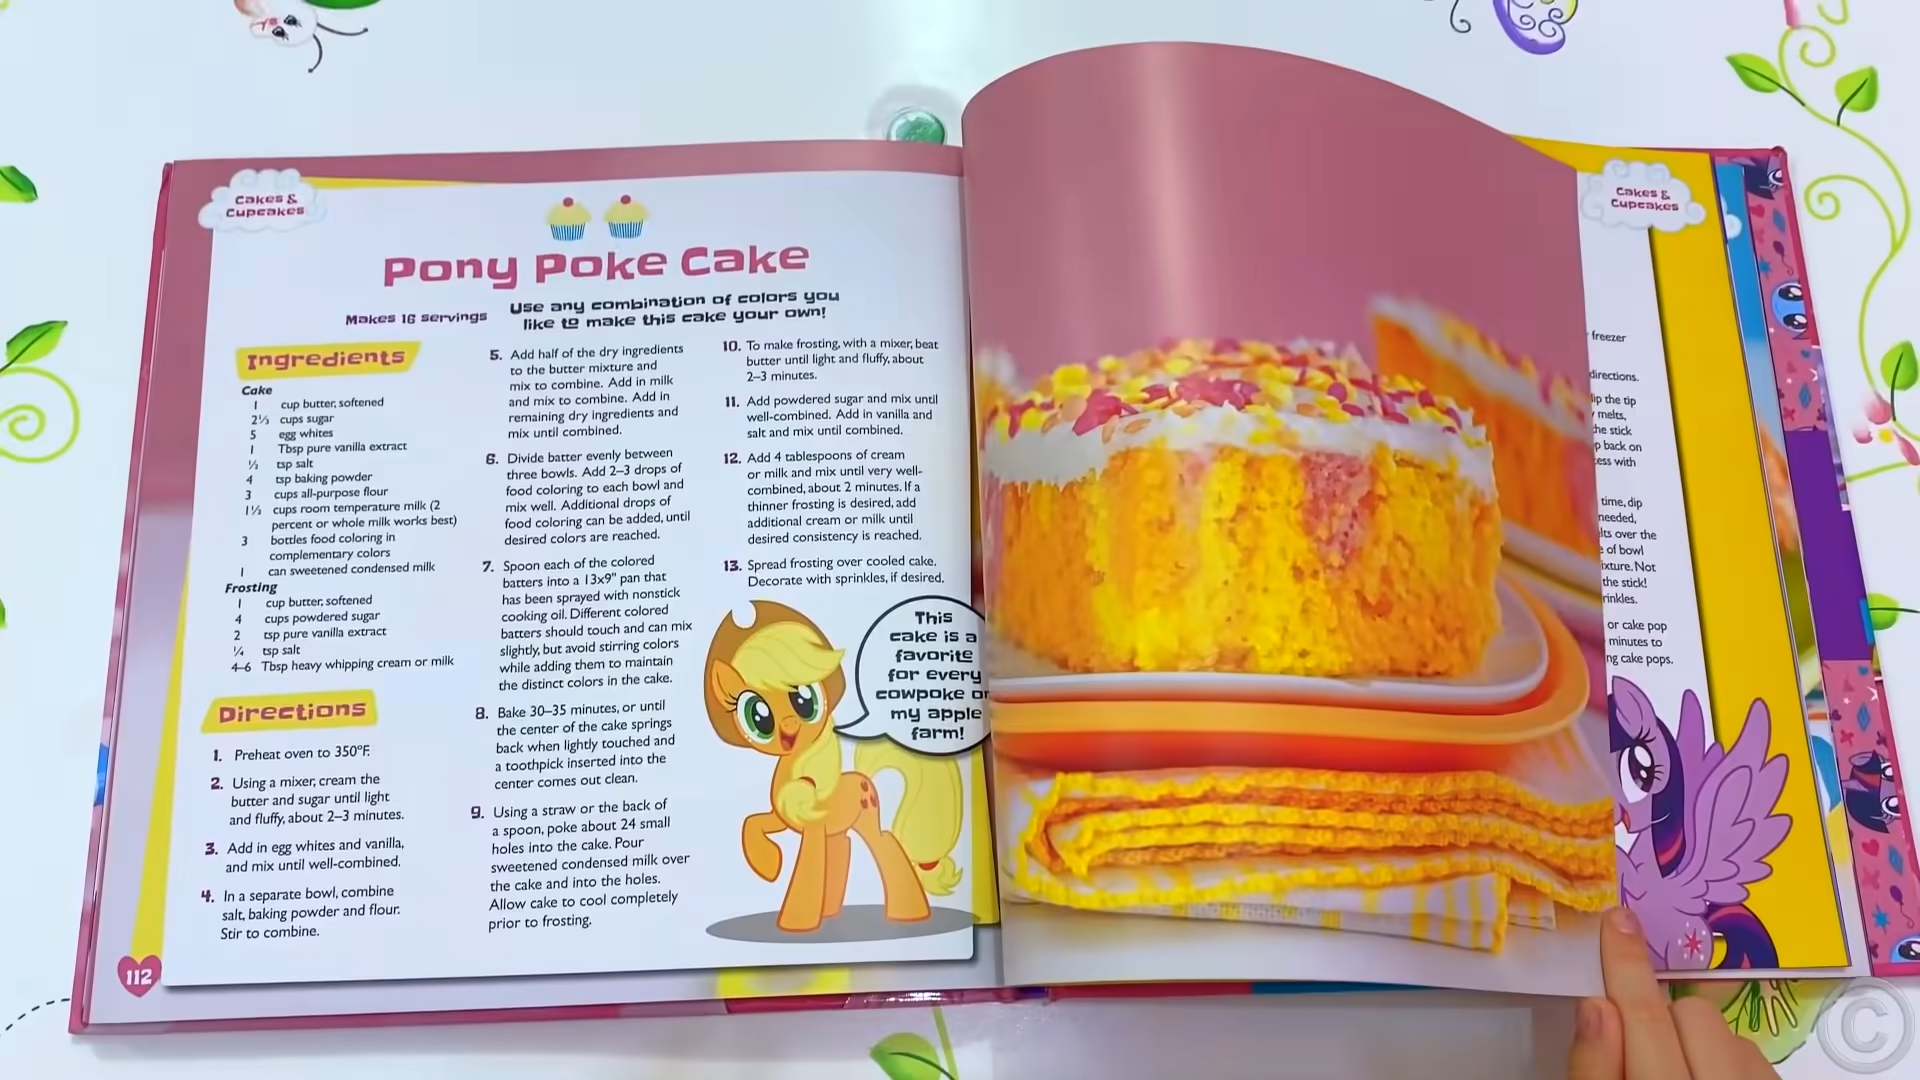 Cakes &
Cupcakes
Pony Poke Cake
Makes 16 servings
Use any combination of colors you
like to make this cake your own!
Ingredients
Cake
1 cup butter, softened
2⅓ cups sugar
5 egg whites
1 Tbsp pure vanilla extract
½ tsp salt
4 tsp baking powder
3 cups all-purpose flour
1½ cups room temperature milk (2
percent or whole milk works best)
3 bottles food coloring in
complementary colors
1 can sweetened condensed milk
Frosting
1 cup butter, softened
4 cups powdered sugar
2 tsp pure vanilla extract
¼ tsp salt
4–6 Tbsp heavy whipping cream or milk
Directions
1. Preheat oven to 350°F.
2. Using a mixer, cream the
butter and sugar until light
and fluffy, about 2–3 minutes.
3. Add in egg whites and vanilla,
and mix until well-combined.
4. In a separate bowl, combine
salt, baking powder and flour.
Stir to combine.
5. Add half of the dry ingredients
to the butter mixture and
mix to combine. Add in milk
and mix to combine. Add in
remaining dry ingredients and
mix until combined.
6. Divide batter evenly between
three bowls. Add 2–3 drops of
food coloring to each bowl and
mix well. Additional drops of
food coloring can be added, until
desired colors are reached.
7. Spoon each of the colored
batters into a 13x9" pan that
has been sprayed with nonstick
cooking oil. Different colored
batters should touch and can mix
slightly, but avoid stirring colors
while adding them to maintain
the distinct colors in the cake.
8. Bake 30–35 minutes, or until
the center of the cake springs
back when lightly touched and
a toothpick inserted into the
center comes out clean.
9. Using a straw or the back of
a spoon, poke about 24 small
holes into the cake. Pour
sweetened condensed milk over
the cake and into the holes.
Allow cake to cool completely
prior to frosting.
10. To make frosting, with a mixer, beat
butter until light and fluffy, about
2–3 minutes.
11. Add powdered sugar and mix until
well-combined. Add in vanilla and
salt and mix until combined.
12. Add 4 tablespoons of cream
or milk and mix until very well-
combined, about 2 minutes. If a
thinner frosting is desired, add
additional cream or milk until
desired consistency is reached.
13. Spread frosting over cooled cake.
Decorate with sprinkles, if desired.
This
cake is a
favorite
for every
cowpoke on
my apple
farm!
112
Cakes &
Cupcakes
freezer
directions.
the tip
melts,
the stick
back on
with
time, dip
needed,
over the
of bowl
Not
the stick!
or cake pop
minutes to
cake pops.
©